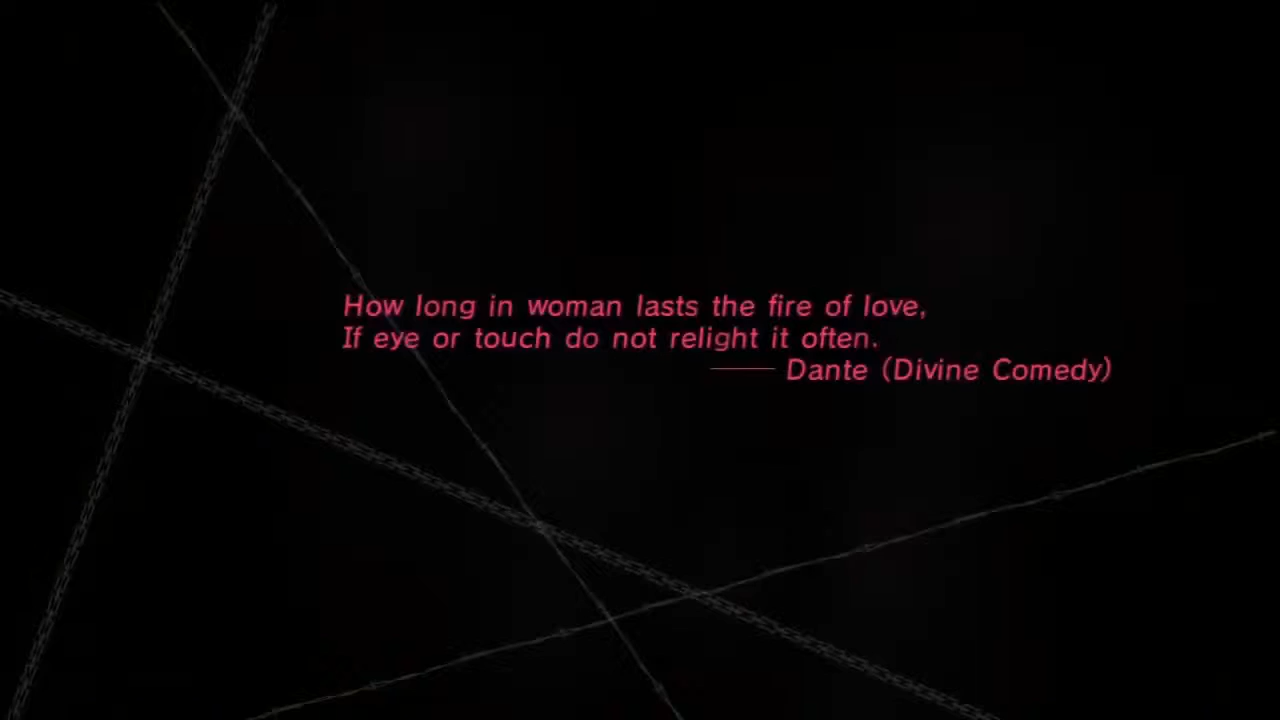 How long in woman lasts the fire of love,
If eye or touch do not relight it often.
—— Dante (Divine Comedy)